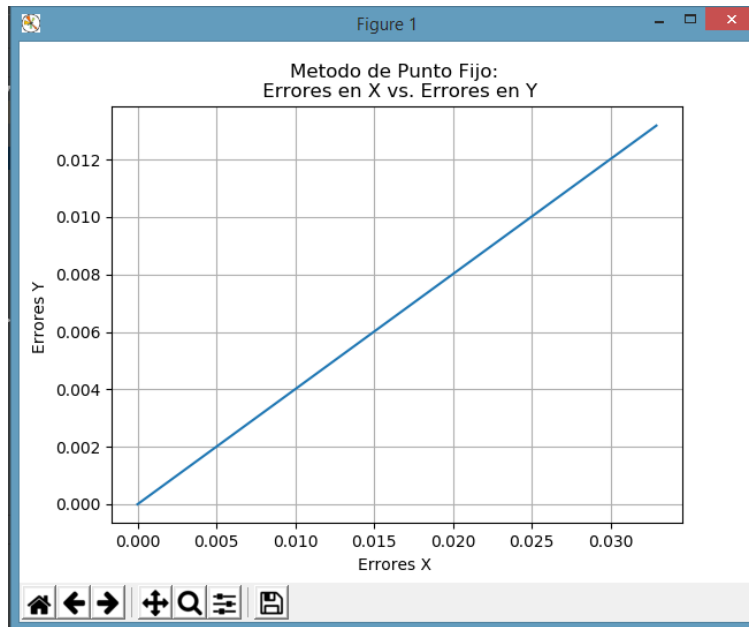 Figure 1
Metodo de Punto Fijo:
Errores en X vs. Errores en Y
0.012
0.010
0.008
0.006
0.004
0.002
0.000
Errores Y
0.000 0.005 0.010 0.015 0.020 0.025 0.030
Errores X